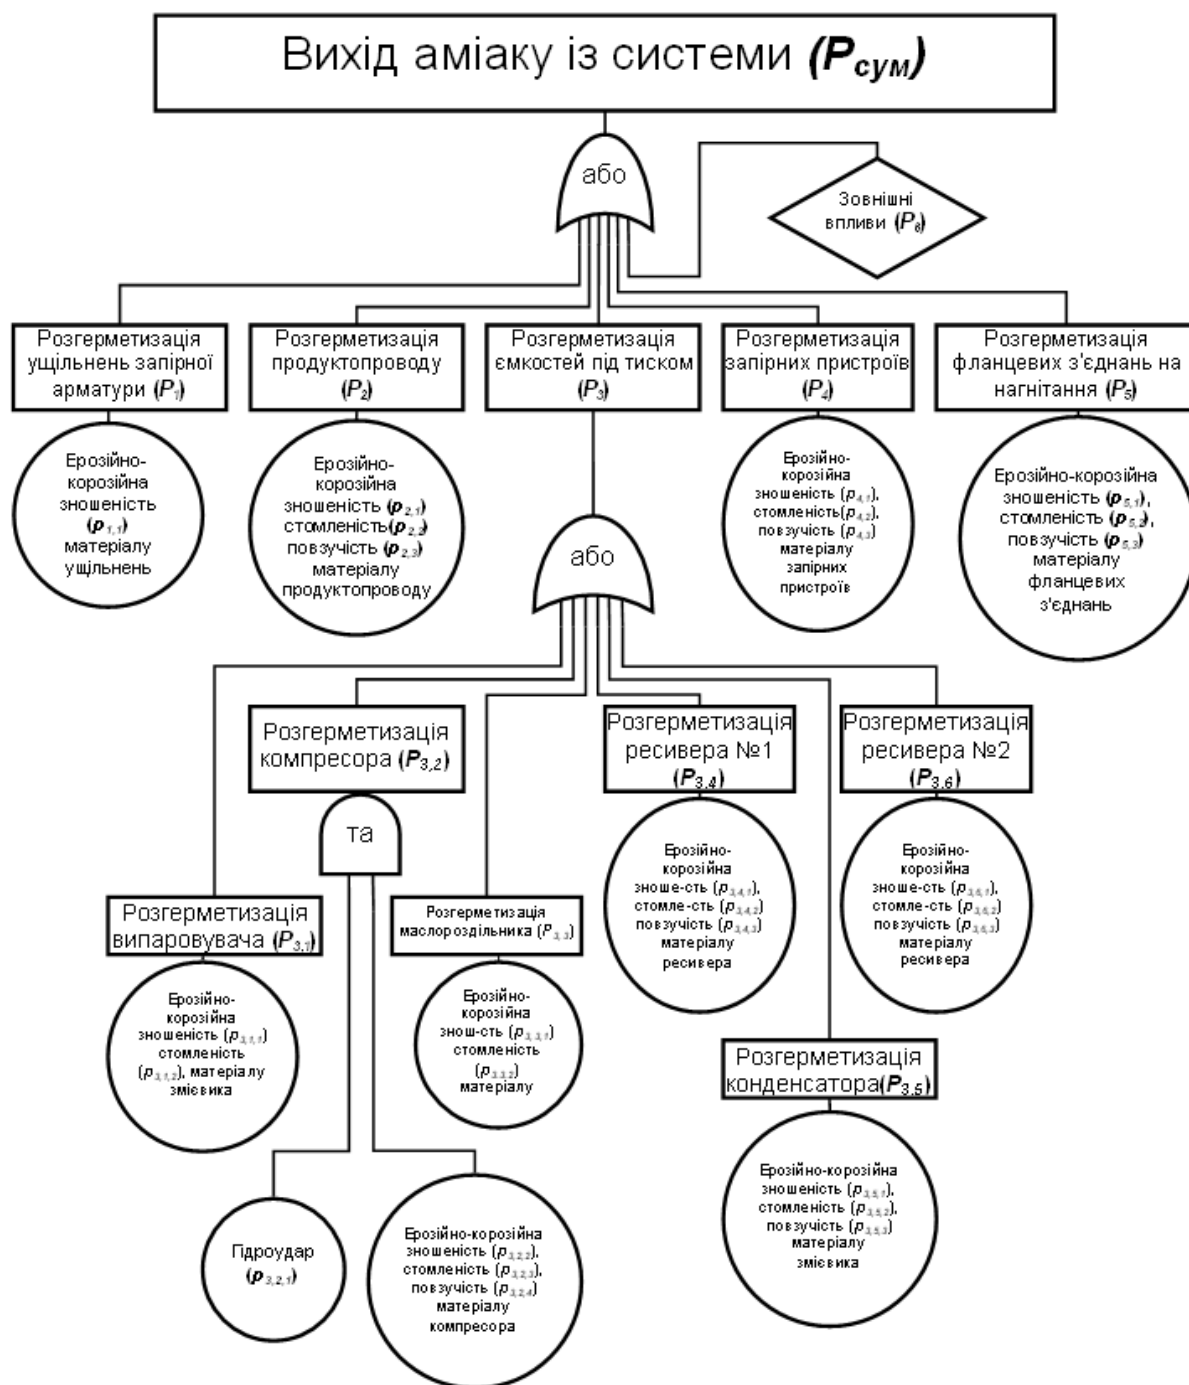 Вихід аміаку із системи (Pсум)
або
Зовнішні
впливи (P6)
Розгерметизація
ущільнень запірної
арматури (P1)
Розгерметизація
продуктопроводу
(P2)
Розгерметизація
ємкостей під тиском
(P3)
Розгерметизація
запірних пристроїв
(P4)
Розгерметизація
фланцевих з'єднань на
нагнітання (P5)
Ерозійно-
корозійна
зношеність
(p1,1)
матеріалу
ущільнень
Ерозійно-
корозійна
зношеність (p2,1)
стомленість(p2,2)
повзучість (p2,3)
матеріалу
продуктопроводу
Ерозійно-
корозійна
зношеність (p4,1),
стомленість(p4,2),
повзучість (p4,3)
матеріалу
запірних
пристроїв
Ерозійно-корозійна
зношеність (p5,1),
стомленість (p5,2),
повзучість (p5,3)
матеріалу
фланцевих
з'єднань
або
Розгерметизація
компресора (P3,2)
Розгерметизація
ресивера №1
(P3.4)
Розгерметизація
ресивера №2
(P3.6)
та
Ерозійно-
корозійна
зноше-сть (p3,4,1),
стомле-сть (p3,4,2)
повзучість (p3,4,3)
матеріалу
ресивера
Ерозійно-
корозійна
зноше-сть (p3,6,1),
стомле-сть (p3,6,2)
повзучість (p3,6,3)
матеріалу
ресивера
Розгерметизація
випаровувача (P3,1)
Розгерметизація
маслороздільника (P3,3)
Ерозійно-
корозійна
зношеність (p3,1,1)
стомленість
(p3,1,2), матеріалу
змієвика
Ерозійно-
корозійна
знош-сть (p3,3,1)
стомленість
(p3,3,2)
матеріалу
Розгерметизація
конденсатора(P3.5)
Ерозійно-корозійна
зношеність (p3,5,1),
стомленість (p3,5,2),
повзучість (p3,5,3)
матеріалу
змієвика
Гідроудар
(p3,2,1)
Ерозійно-корозійна
зношеність (p3,2,2),
стомленість (p3,2,3),
повзучість (p3,2,4)
матеріалу
компресора